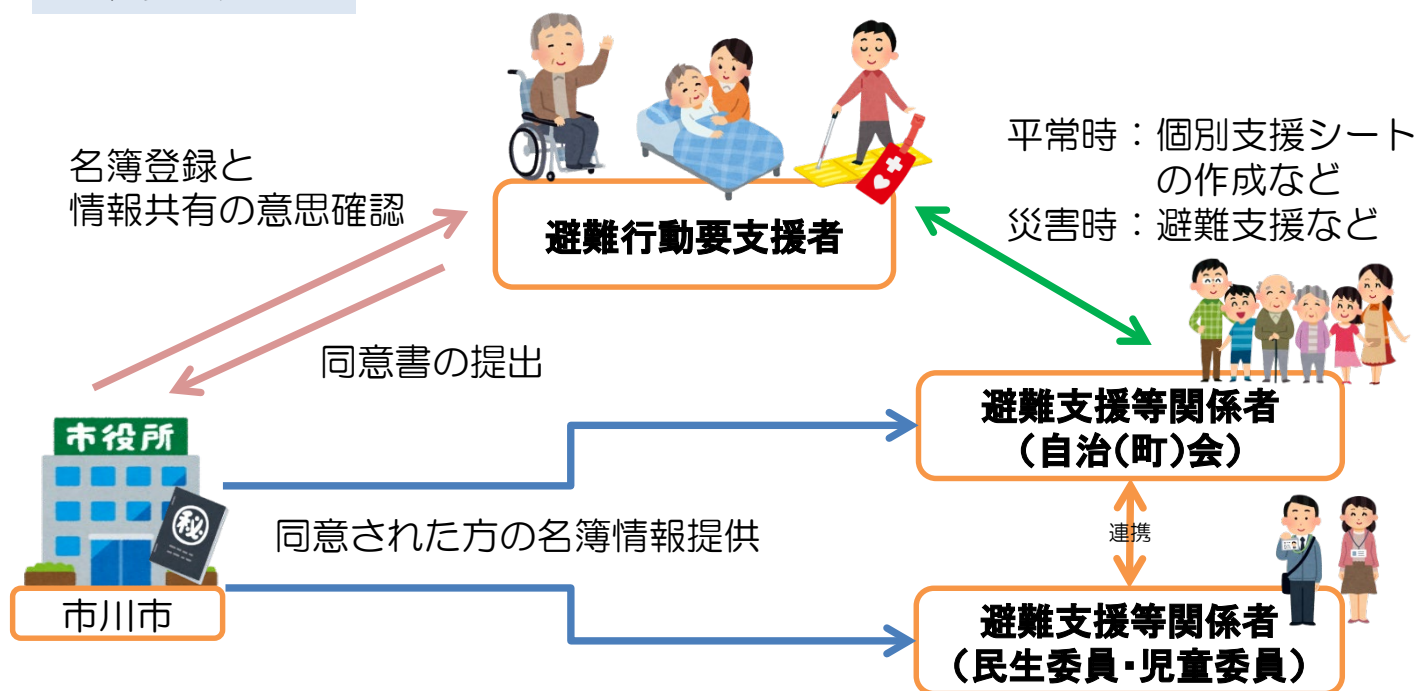 名簿登録と
情報共有の意思確認
避難行動要支援者
平常時：個別支援シート
の作成など
災害時：避難支援など
同意書の提出
市役所
㊙
市川市
同意された方の名簿情報提供
避難支援等関係者
（自治(町)会）
連携
避難支援等関係者
（民生委員・児童委員）